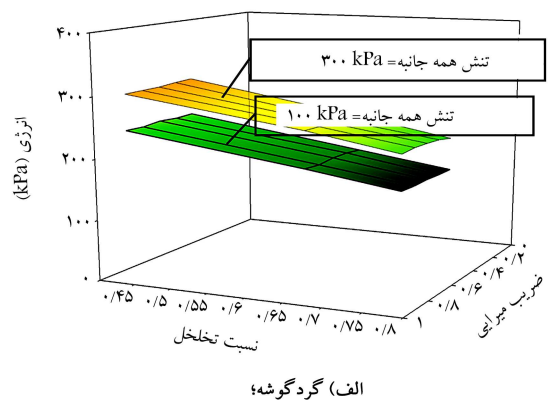 ۴۰۰
۳۰۰
۲۰۰
۱۰۰
۰
انرژی (kPa)
تنش همه جانبه= ۳۰۰ kPa
تنش همه جانبه= ۱۰۰ kPa
۰/۴۵ ۰/۵ ۰/۵۵ ۰/۶ ۰/۶۵ ۰/۷ ۰/۷۵ ۰/۸
نسبت تخلخل
۱ ۰/۸ ۰/۶ ۰/۴ ۰/۲ ۰
ضریب میرایی
الف) گردگوشه؛